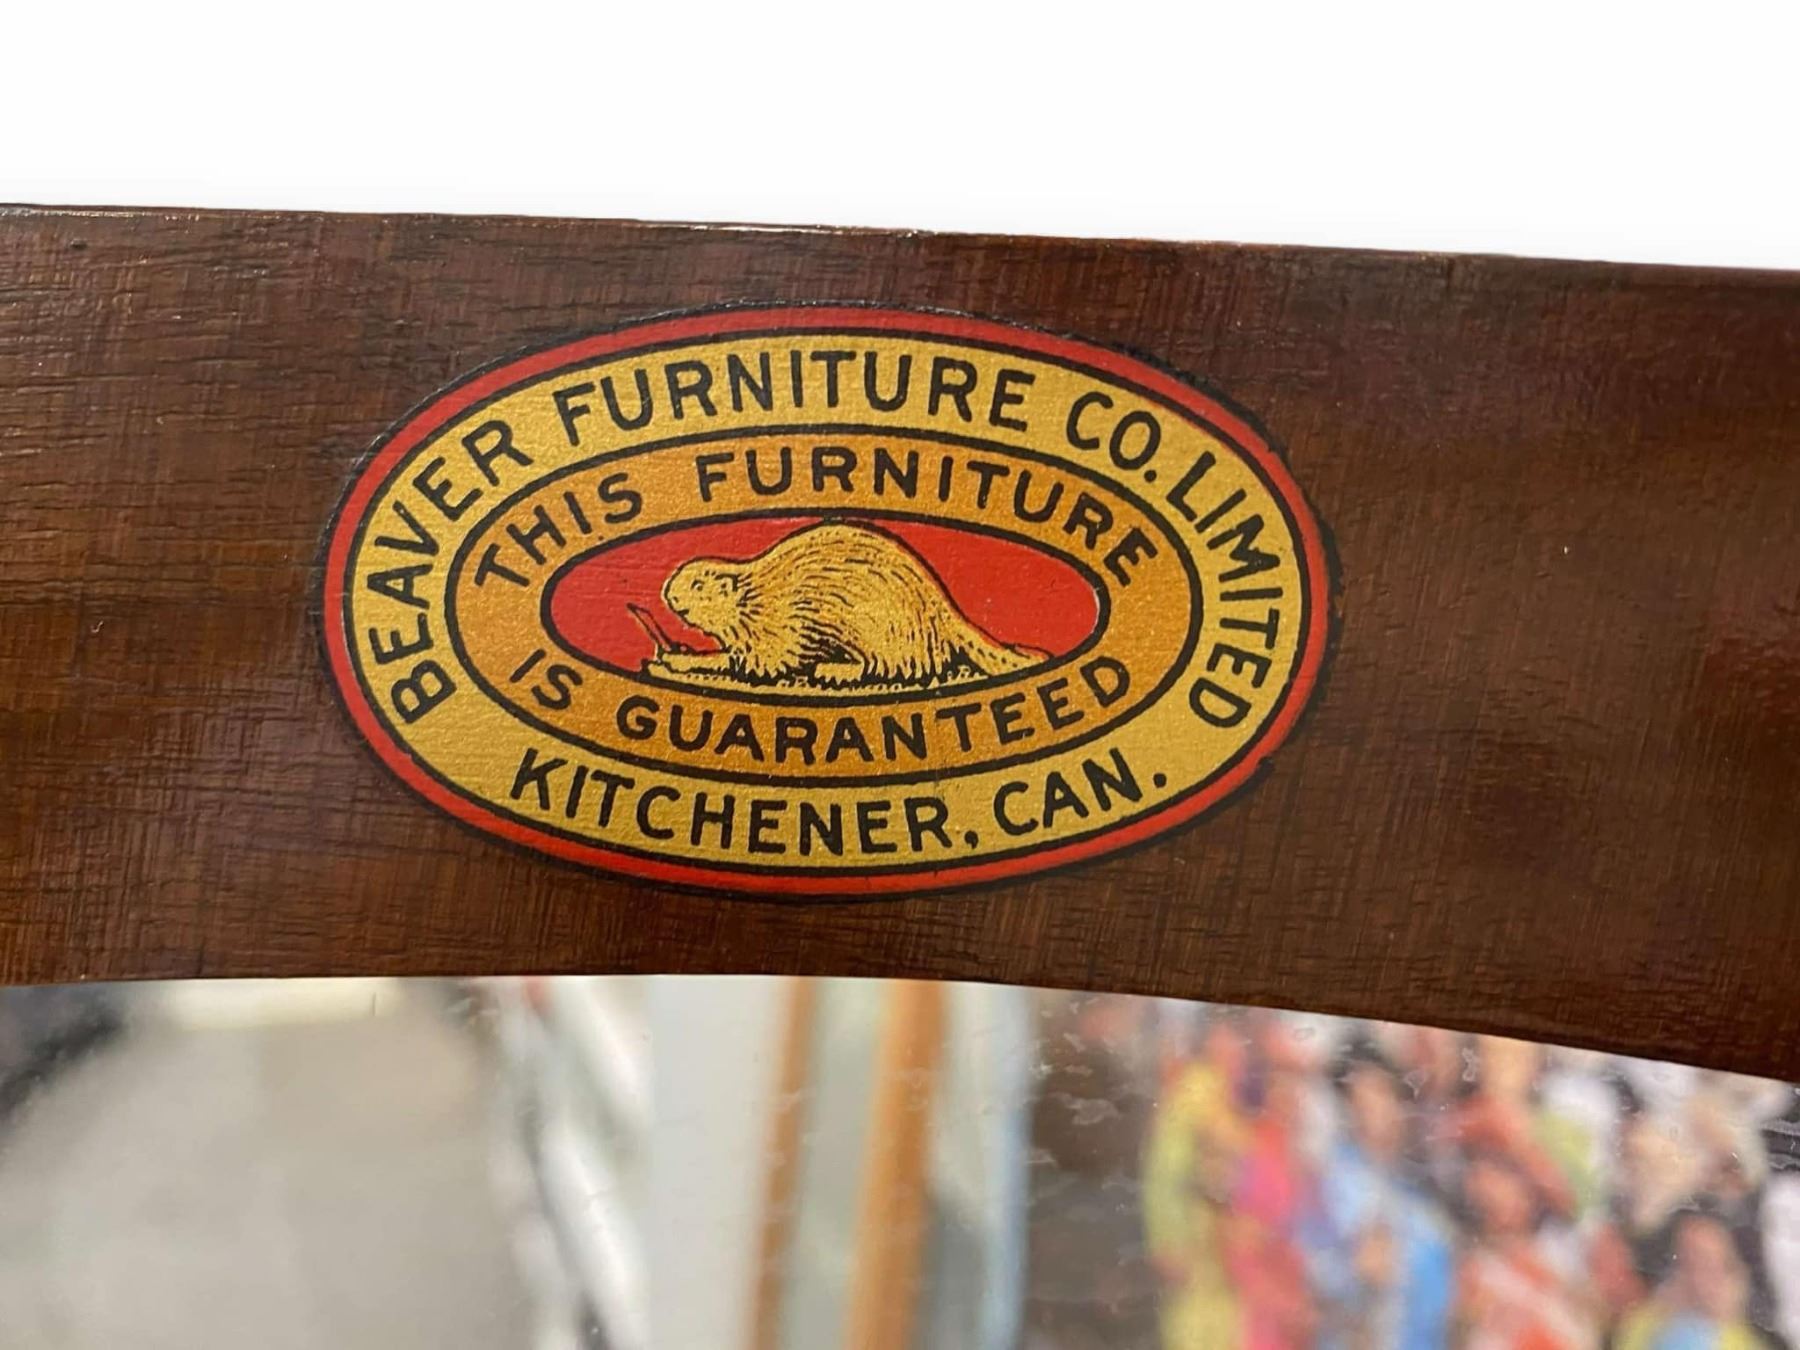 BEAVER FURNITURE CO. LIMITED
THIS FURNITURE
IS GUARANTEED
KITCHENER, CAN.